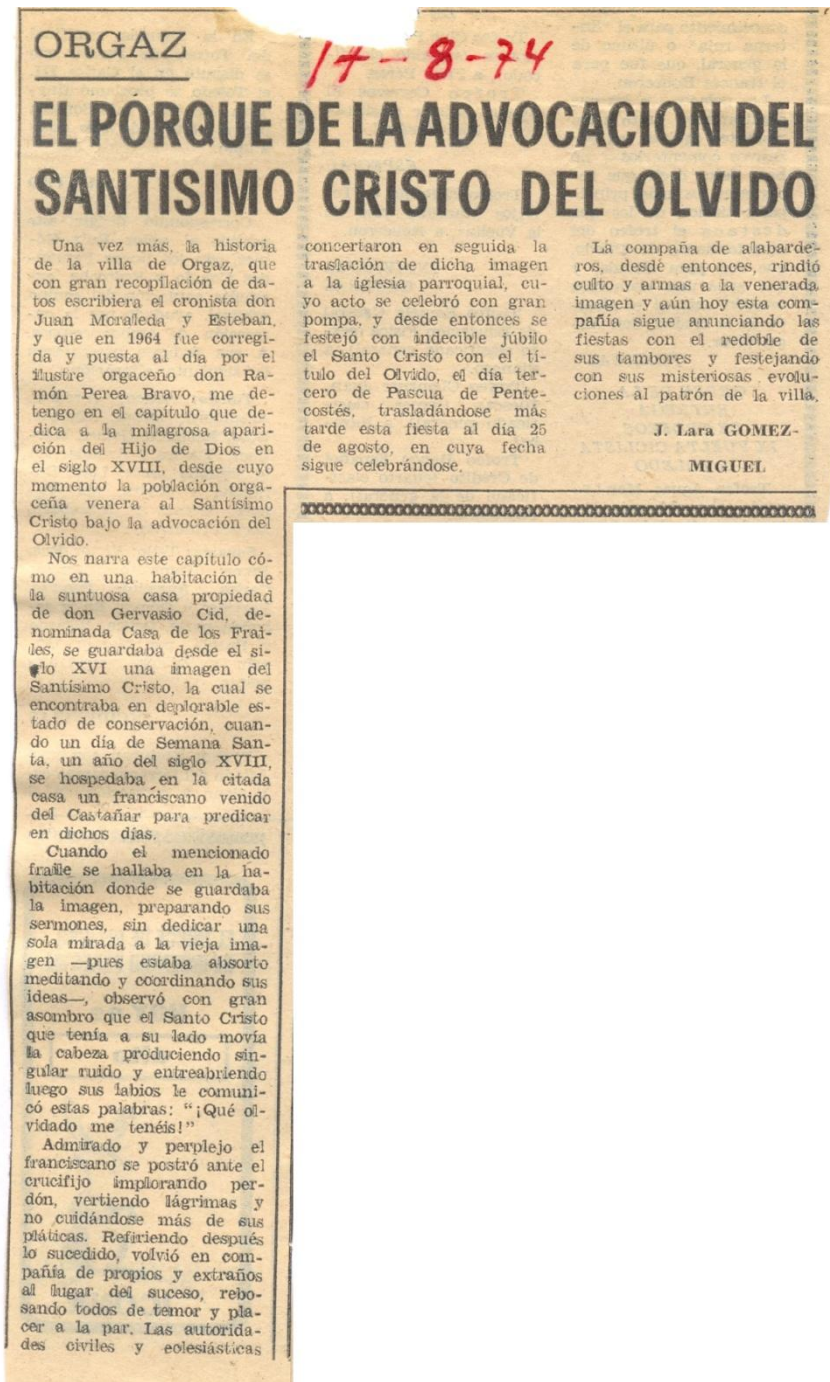 ORGAZ
17-8-74
EL PORQUE DE LA ADVOCACION DEL
SANTISIMO CRISTO DEL OLVIDO
Una vez más, la historia
de la villa de Orgaz, que
con gran recopilación de da-
tos escribiera el cronista don
Juan Moraleda y Esteban,
y que en 1964 fue corregi-
da y puesta al día por el
ilustre orgaceño don Ra-
món Perea Bravo, me de-
tengo en el capítulo que de-
dica a la milagrosa apari-
ción del Hijo de Dios en
el siglo XVIII, desde cuyo
momento la población orga-
ceña venera al Santísimo
Cristo bajo la advocación del
Olvido.
Nos narra este capítulo có-
mo en una habitación de
la suntuosa casa propiedad
de don Gervasio Cid, de-
nominada Casa de los Frai-
les, se guardaba desde el si-
glo XVI una imagen del
Santísimo Cristo, la cual se
encontraba en deplorable es-
tado de conservación, cuan-
do un día de Semana San-
ta, un año del siglo XVIII,
se hospedaba en la citada
casa un franciscano venido
del Castañar para predicar
en dichos días.
Cuando el mencionado
fraile se hallaba en la ha-
bitación donde se guardaba
la imagen, preparando sus
sermones, sin dedicar una
sola mirada a la vieja ima-
gen —pues estaba absorto
meditando y coordinando sus
ideas—, observó con gran
asombro que el Santo Cristo
que tenía a su lado movía
la cabeza produciendo sin-
gular ruido y entreabriendo
luego sus labios le comuni-
có estas palabras: "¡Qué ol-
vidado me tenéis!"
Admirado y perplejo el
franciscano se postró ante el
crucifijo implorando per-
dón, vertiendo lágrimas y
no cuidándose más de sus
pláticas. Refiriendo después
lo sucedido, volvió en com-
pañía de propios y extraños
al lugar del suceso, rebo-
sando todos de temor y pla-
cer a la par. Las autorida-
des civiles y eclesiásticas
concertaron en seguida la
traslación de dicha imagen
a la iglesia parroquial, cu-
yo acto se celebró con gran
pompa, y desde entonces se
festejó con indecible júbilo
el Santo Cristo con el tí-
tulo del Olvido, el día ter-
cero de Pascua de Pente-
costés, trasladándose más
tarde esta fiesta al día 25
de agosto, en cuya fecha
sigue celebrándose.
La compaña de alabarde-
ros, desde entonces, rindió
culto y armas a la venerada
imagen y aún hoy esta com-
pañía sigue anunciando las
fiestas con el redoble de
sus tambores y festejando
con sus misteriosas evolu-
ciones al patrón de la villa.
J. Lara GOMEZ-
MIGUEL